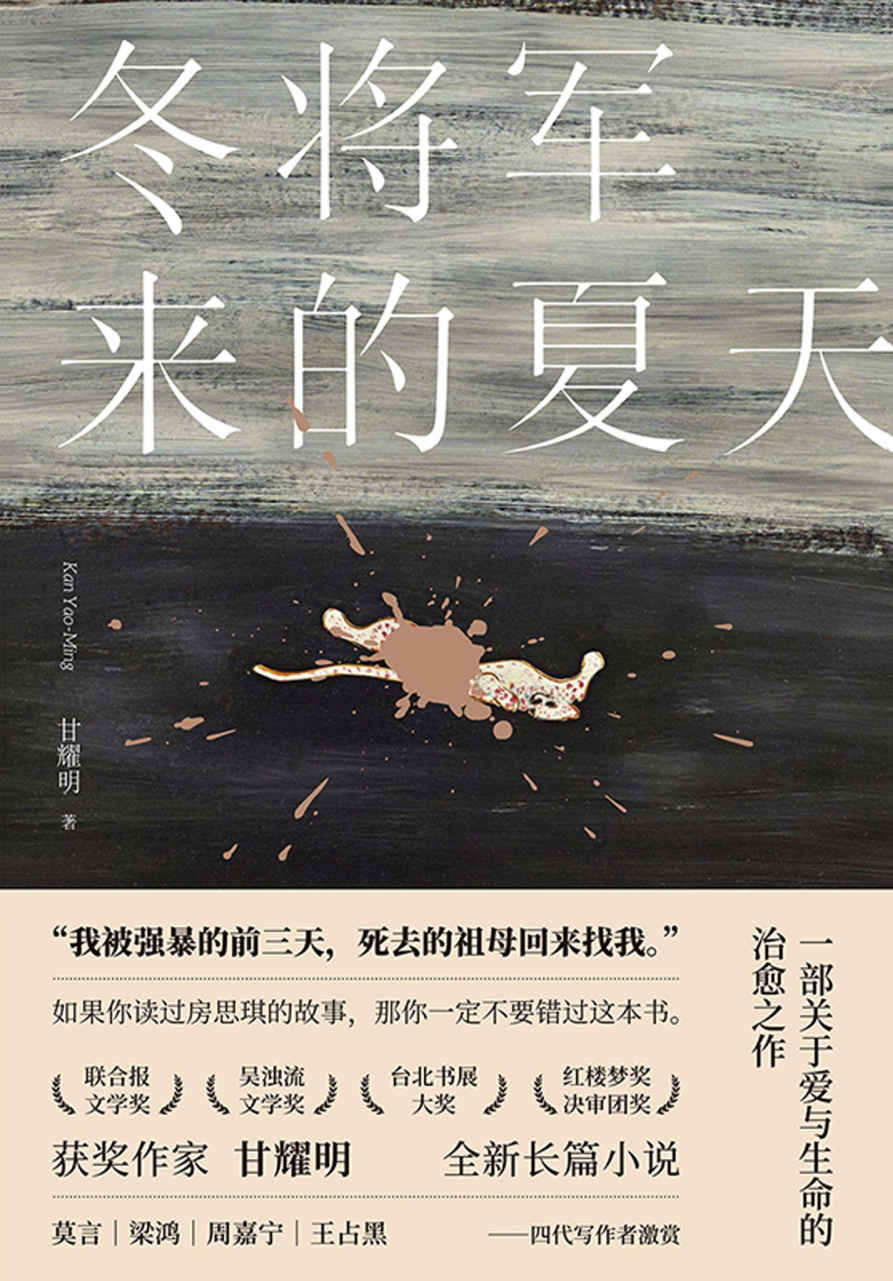 冬将军
来的夏天
Kan Yao-Ming
甘耀明 著
“我被强暴的前三天，死去的祖母回来找我。”
如果你读过房思琪的故事，那你一定不要错过这本书。
联合报
文学奖
吴浊流
文学奖
台北书展
大奖
红楼梦奖
决审团奖
获奖作家 甘耀明 全新长篇小说
莫言｜梁鸿｜周嘉宁｜王占黑 ——四代写作者激赏
一部关于爱与生命的
治愈之作